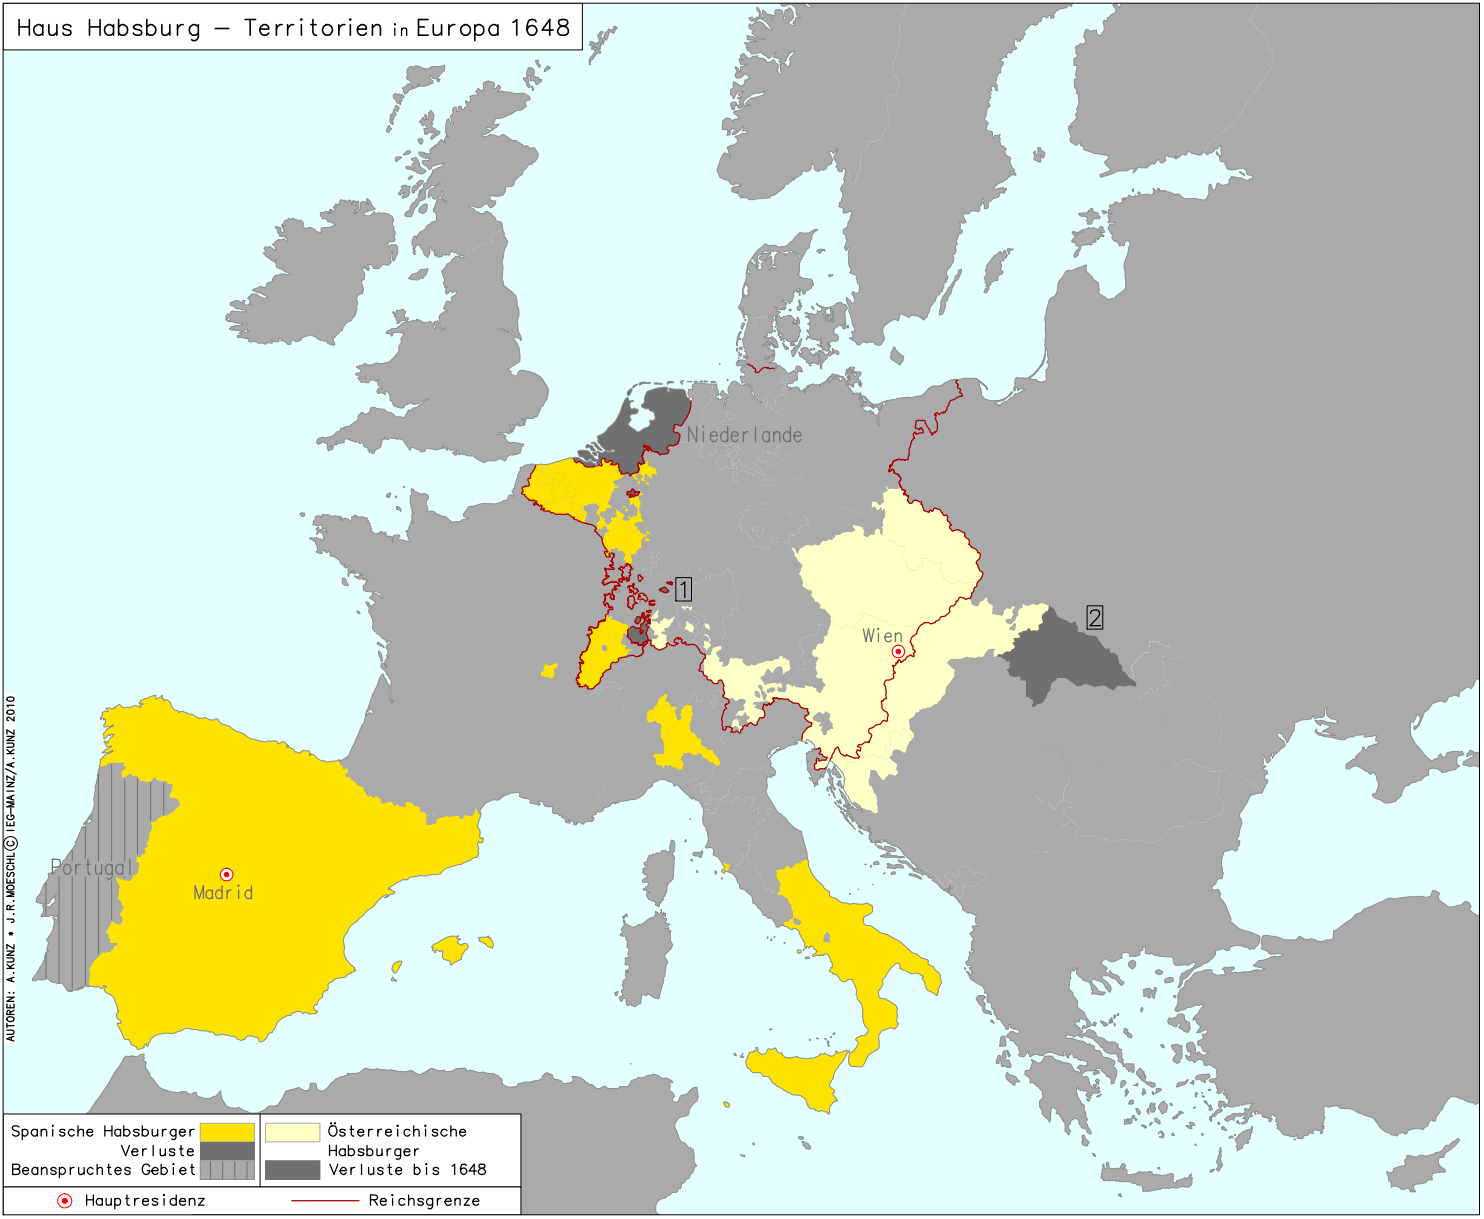 Haus Habsburg – Territorien in Europa 1648
Niederlande
1
2
Wien
Portugal
Madrid
AUTOREN: A.KUNZ * J.R.MOESCHL © IEG-MAINZ/A.KUNZ 2010
Spanische Habsburger
Verluste
Beanspruchtes Gebiet
Österreichische
Habsburger
Verluste bis 1648
Hauptresidenz
Reichsgrenze